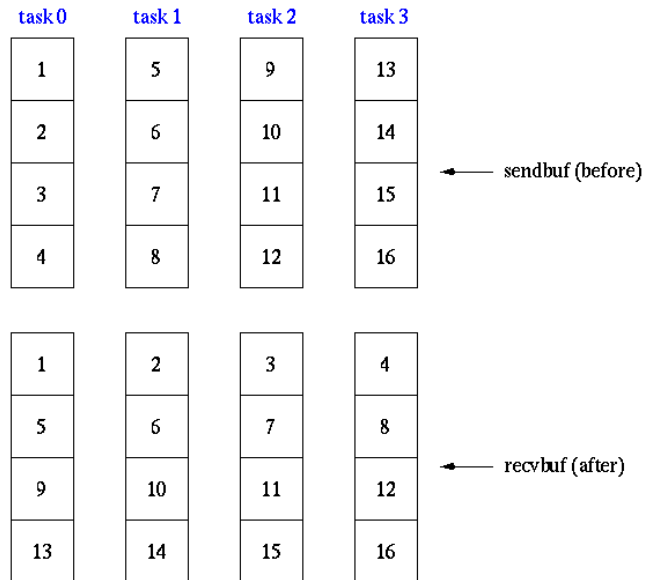 task 0 task 1 task 2 task 3
1 5 9 13
2 6 10 14
sendbuf (before)
3 7 11 15
4 8 12 16
1 2 3 4
5 6 7 8
recvbuf (after)
9 10 11 12
13 14 15 16